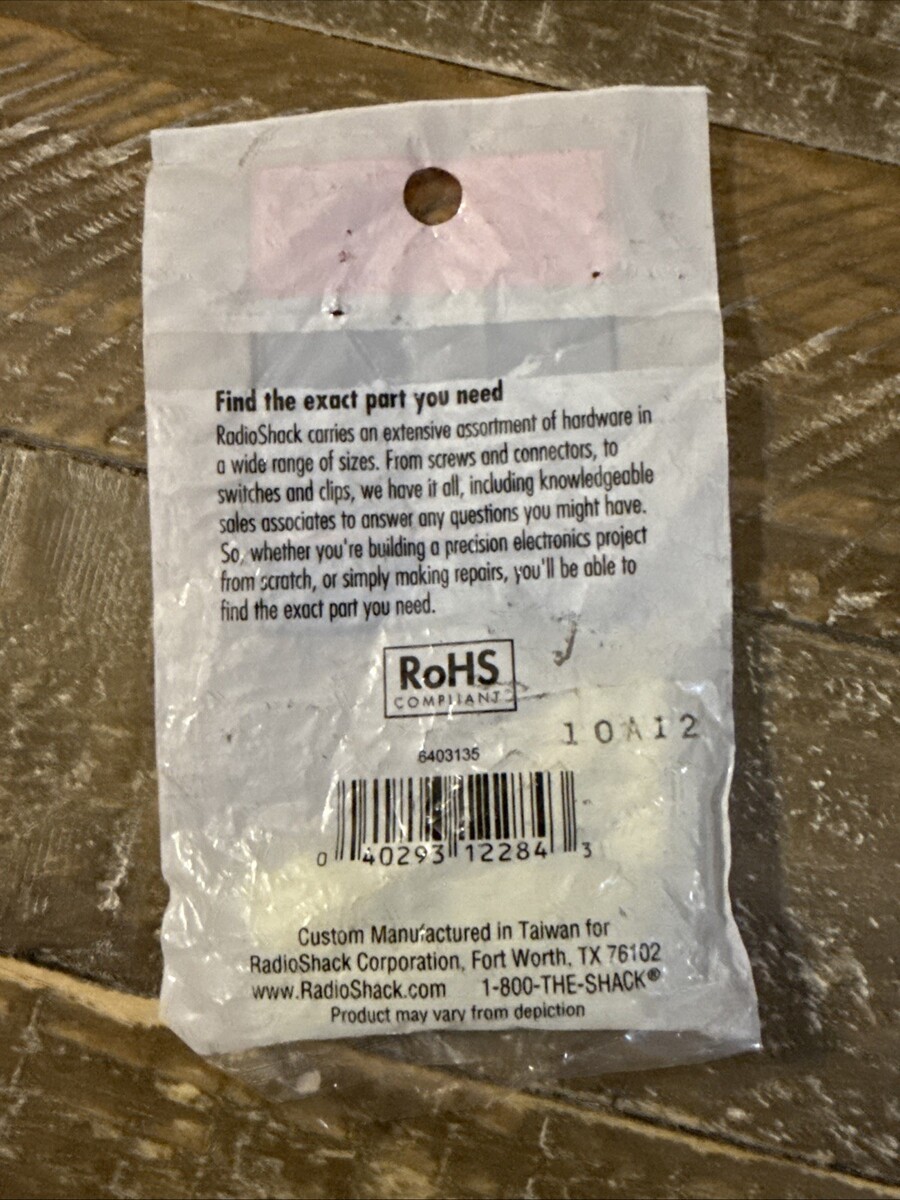 Find the exact part you need
RadioShack carries an extensive assortment of hardware in
a wide range of sizes. From screws and connectors, to
switches and clips, we have it all, including knowledgeable
sales associates to answer any questions you might have.
So, whether you're building a precision electronics project
from scratch, or simply making repairs, you'll be able to
find the exact part you need.
RoHS
COMPLIANT
10A12
6403135
0 40293 12284 3
Custom Manufactured in Taiwan for
RadioShack Corporation, Fort Worth, TX 76102
www.RadioShack.com 1-800-THE-SHACK®
Product may vary from depiction